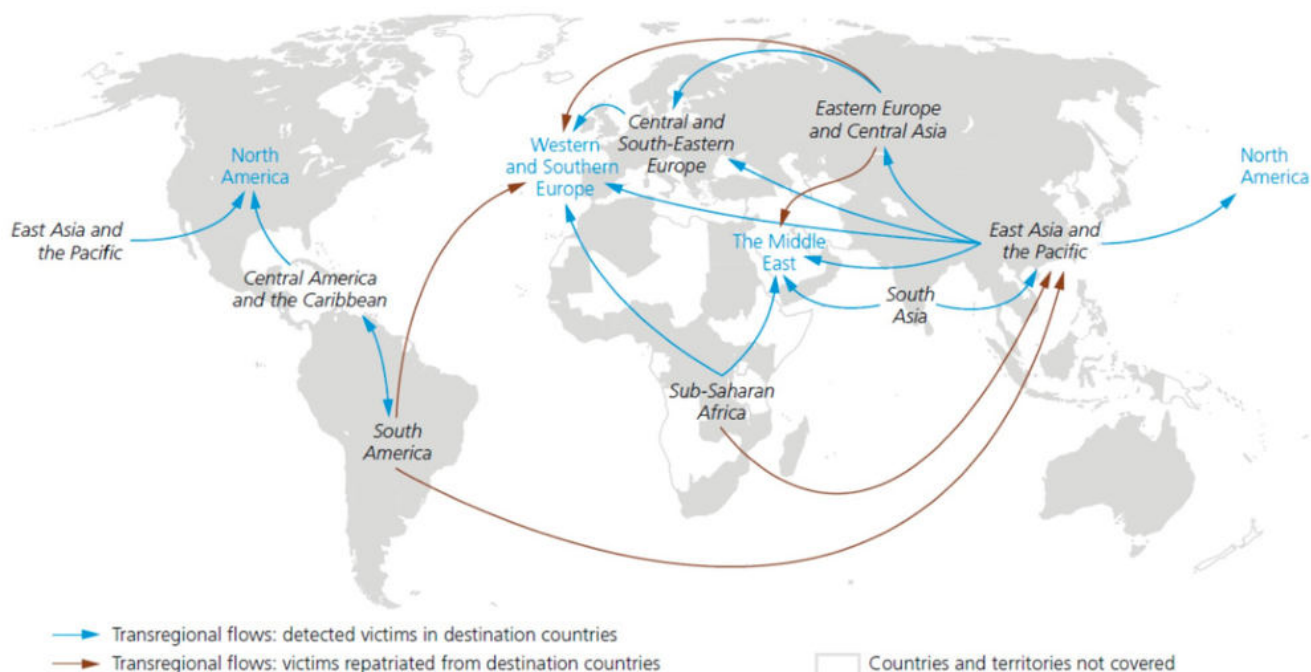 North
America
East Asia and
the Pacific
Central America
and the Caribbean
South
America
Western
and Southern
Europe
Central and
South-Eastern
Europe
Eastern Europe
and Central Asia
The Middle
East
South
Asia
Sub-Saharan
Africa
East Asia and
the Pacific
North
America
Transregional flows: detected victims in destination countries
Transregional flows: victims repatriated from destination countries
Countries and territories not covered